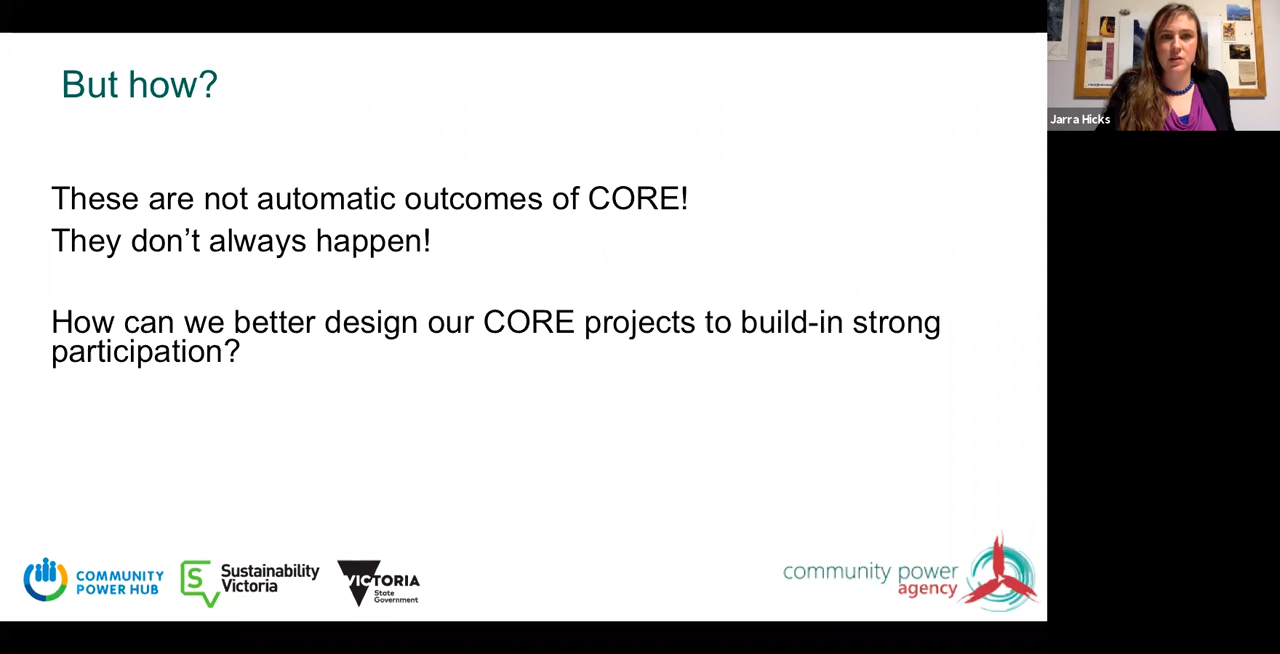 But how?
These are not automatic outcomes of CORE!
They don’t always happen!
How can we better design our CORE projects to build-in strong
participation?
Jarra Hicks
COMMUNITY
POWER HUB
S
Sustainability
Victoria
VICTORIA
State
Government
community power
agency